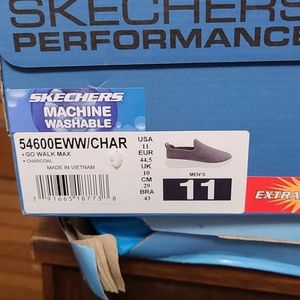 SKECHERS
PERFORMANCE
SKECHERS
MACHINE
WASHABLE
54600EWW/CHAR
• GO WALK MAX
• CHARCOAL
MADE IN VIETNAM
USA
11
EUR
44.5
UK
10
CM
29
BRA
43
MEN'S
11
EXTRA